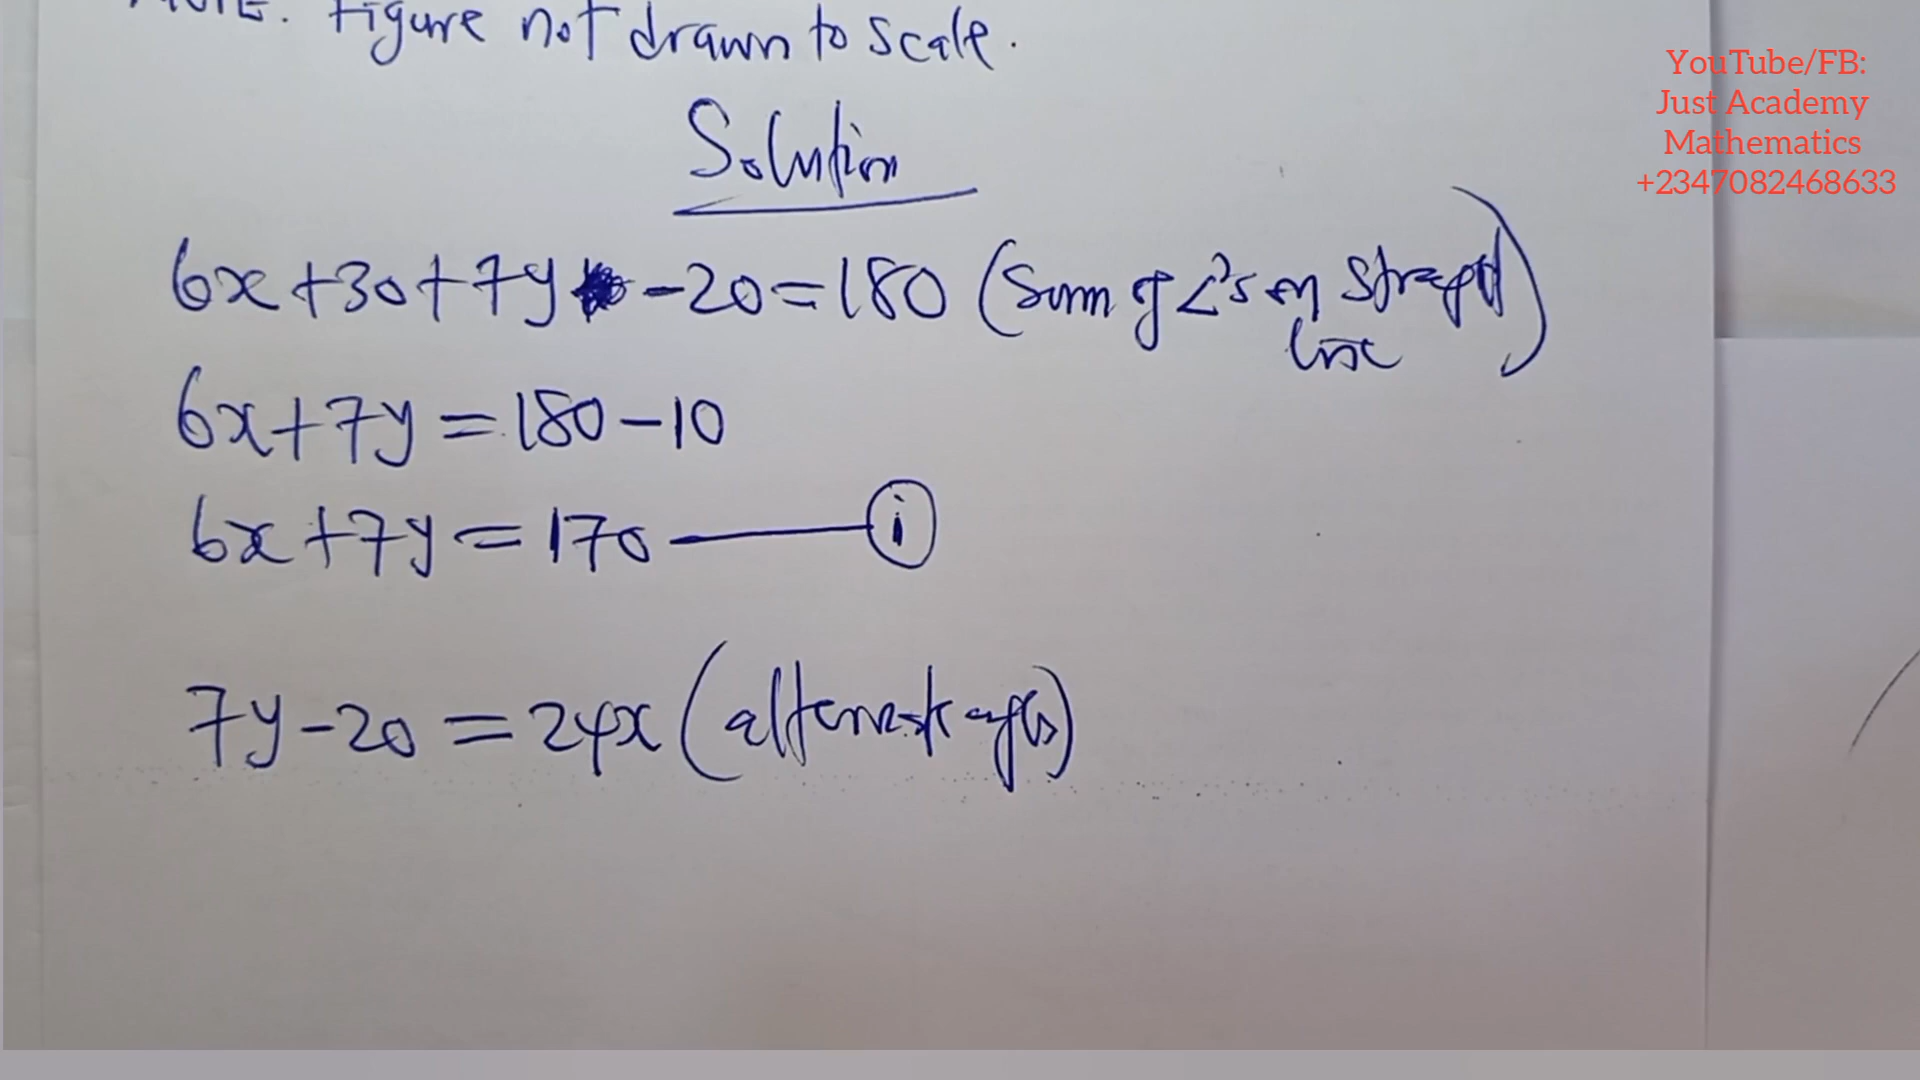 NOTE: Figure not drawn to scale.
Solution
6x+30+7y -20=180 (Sum of ∠'s on straight
line)
6x+7y=180-10
6x+7y=170 — i
7y-20=24x (alternate angles)
YouTube/FB:
Just Academy
Mathematics
+2347082468633